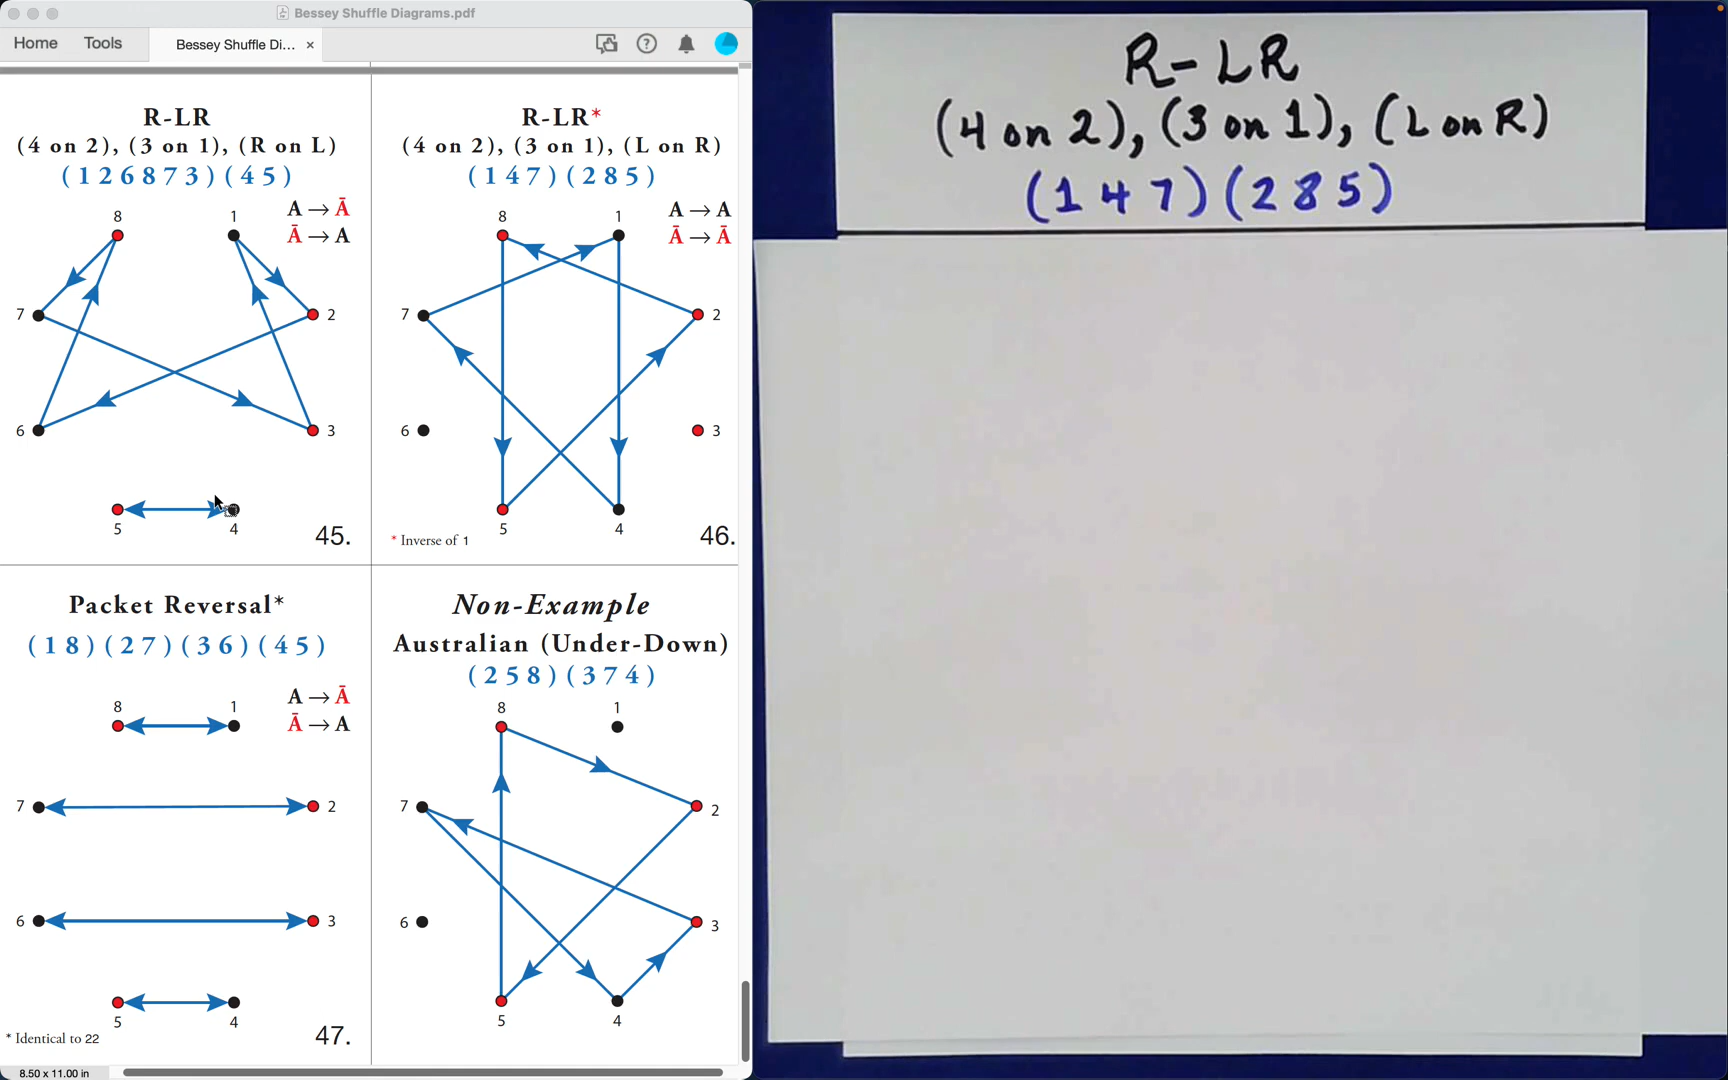 Bessey Shuffle Diagrams.pdf
Home Tools Bessey Shuffle Di... ×
R-LR
(4 on 2), (3 on 1), (R on L)
(1 2 6 8 7 3) (4 5)
A → Ā
Ā → A
8 1
7 2
6 3
5 4
45.
R-LR*
(4 on 2), (3 on 1), (L on R)
(1 4 7) (2 8 5)
A → A
Ā → Ā
8 1
7 2
6 3
5 4
* Inverse of 1
46.
Packet Reversal*
(1 8) (2 7) (3 6) (4 5)
A → Ā
Ā → A
8 1
7 2
6 3
5 4
* Identical to 22
47.
Non-Example
Australian (Under-Down)
(2 5 8) (3 7 4)
8 1
7 2
6 3
5 4
8.50 x 11.00 in
R-LR
(4 on 2), (3 on 1), (L on R)
(1 4 7) (2 8 5)